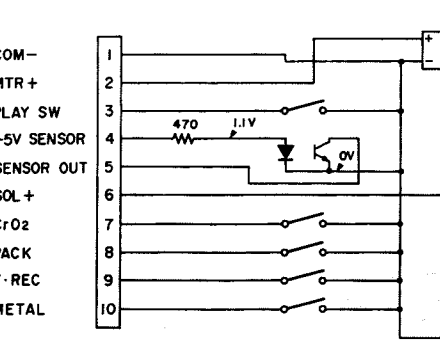 COM-
MTR+ 1
2
PLAY SW 3
470
1.1V
+5V SENSOR 4
SENSOR OUT 5
0V
SOL+ 6
CrO2 7
PACK 8
REC 9
METAL 10
+
-